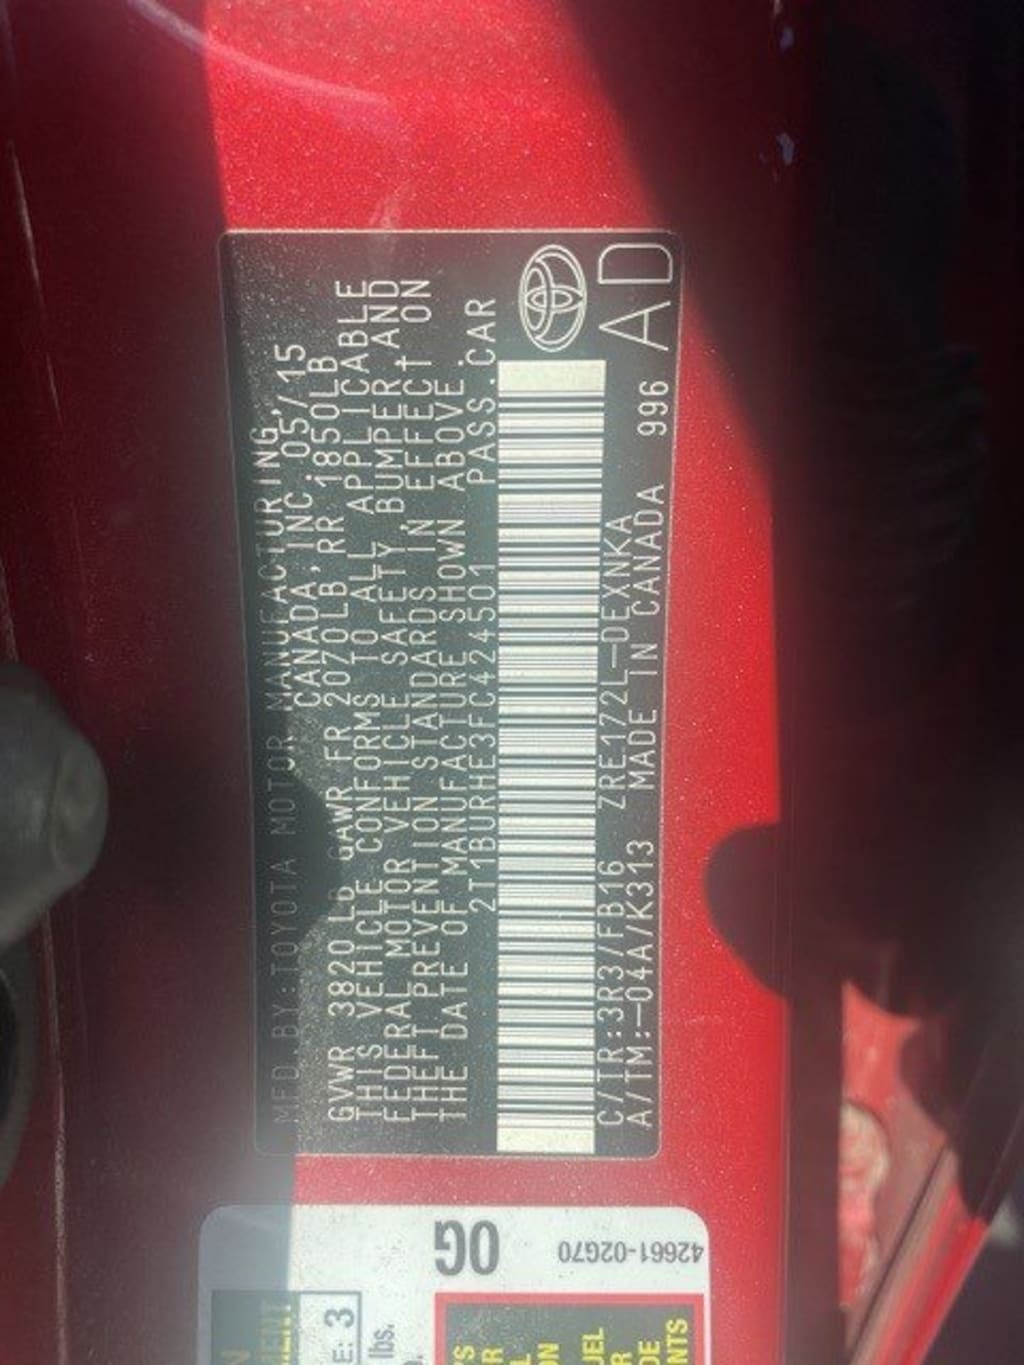 MFD.BY:TOYOTA MOTOR MANUFACTURING,
CANADA,INC.05/15
GVWR 3820 LB GAWR FR 2070LB,RR 1850LB
THIS VEHICLE CONFORMS TO ALL APPLICABLE
FEDERAL MOTOR VEHICLE SAFETY,BUMPER,AND
THEFT PREVENTION STANDARDS IN EFFECT ON
THE DATE OF MANUFACTURE SHOWN ABOVE.
2T1BURHE3FC424501 PASS.CAR
C/TR:3R3/FB16 ZRE172L-DEXNKA
A/TM:-04A/K313 MADE IN CANADA 996 AD
0G
42661-02G70
3
lbs.